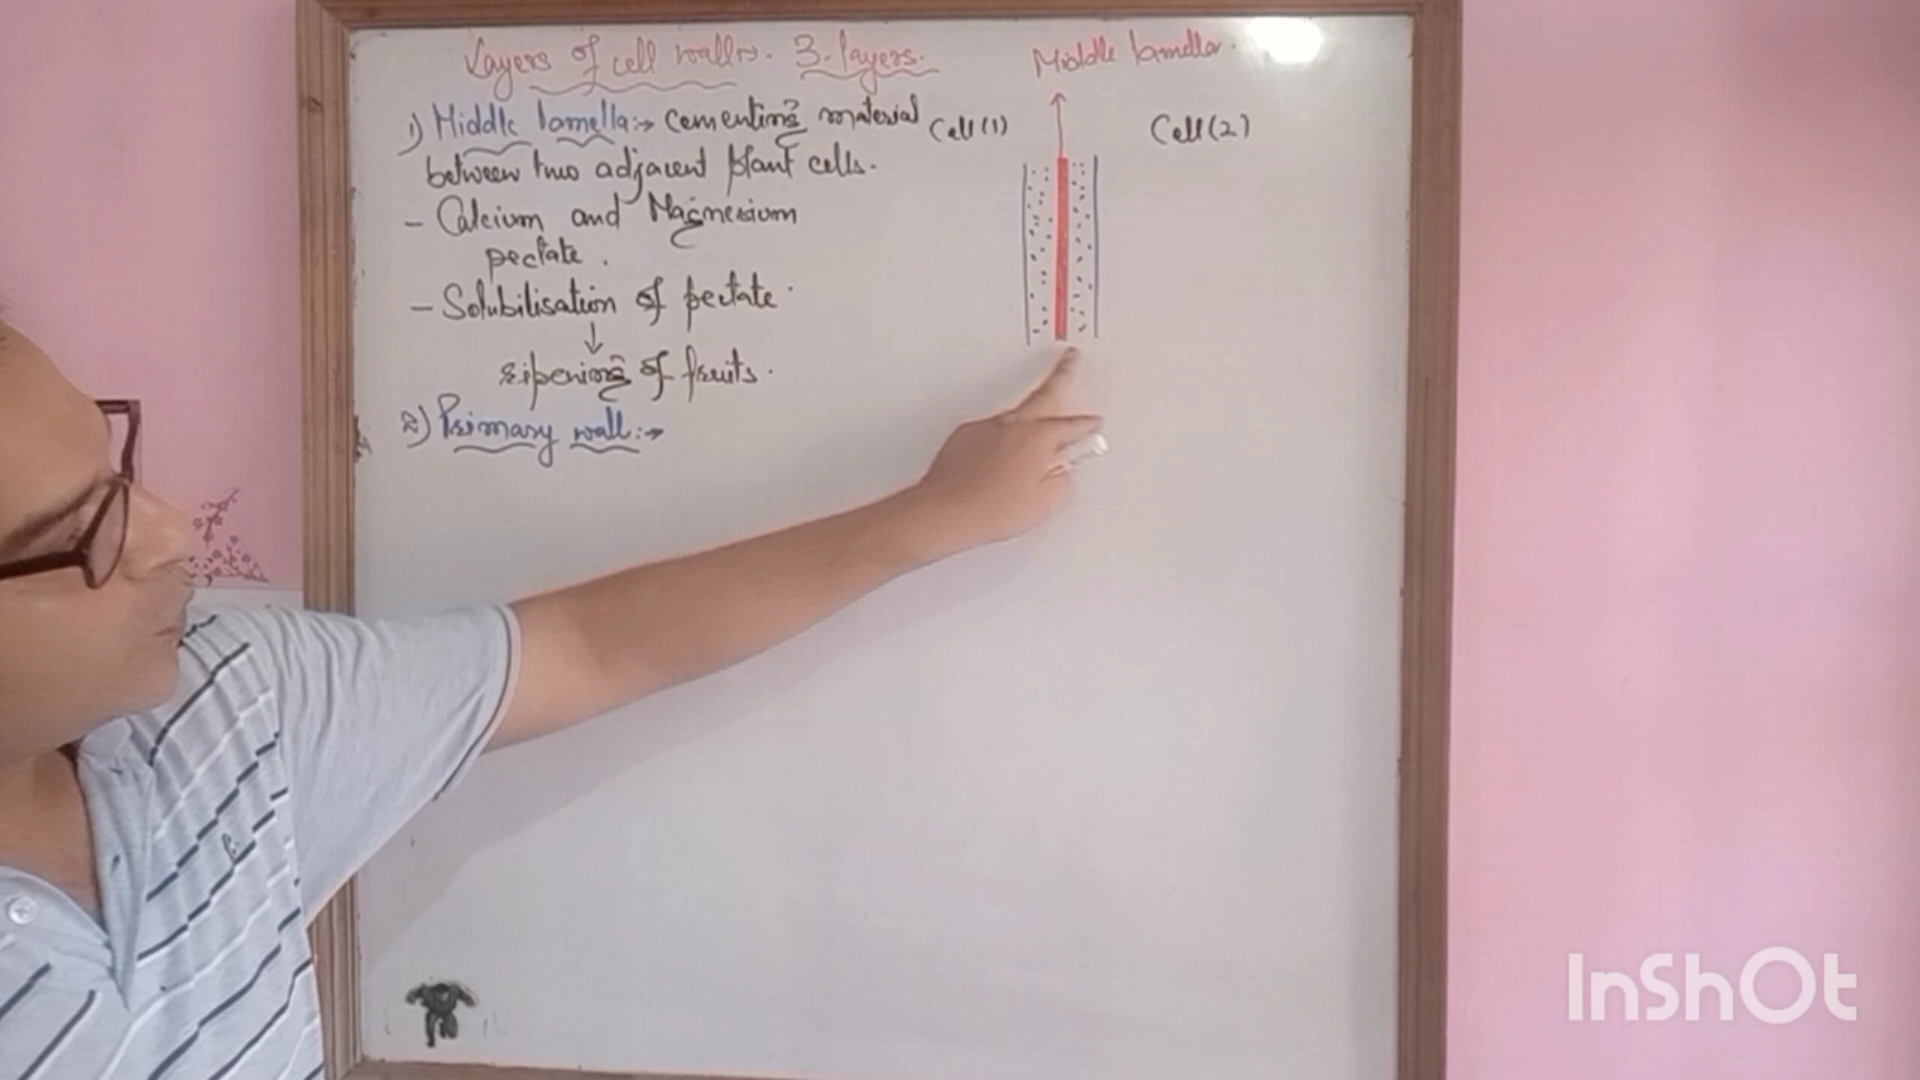 Layers of cell walls. 3-layers.
Middle lamella.
1) Middle lamella:→ cementing material
between two adjacent plant cells.
- Calcium and Magnesium
pectate.
- Solubilisation of pectate.
↓
ripening of fruits.
2) Primary wall:→
Cell(1)
Cell(2)
InShOt